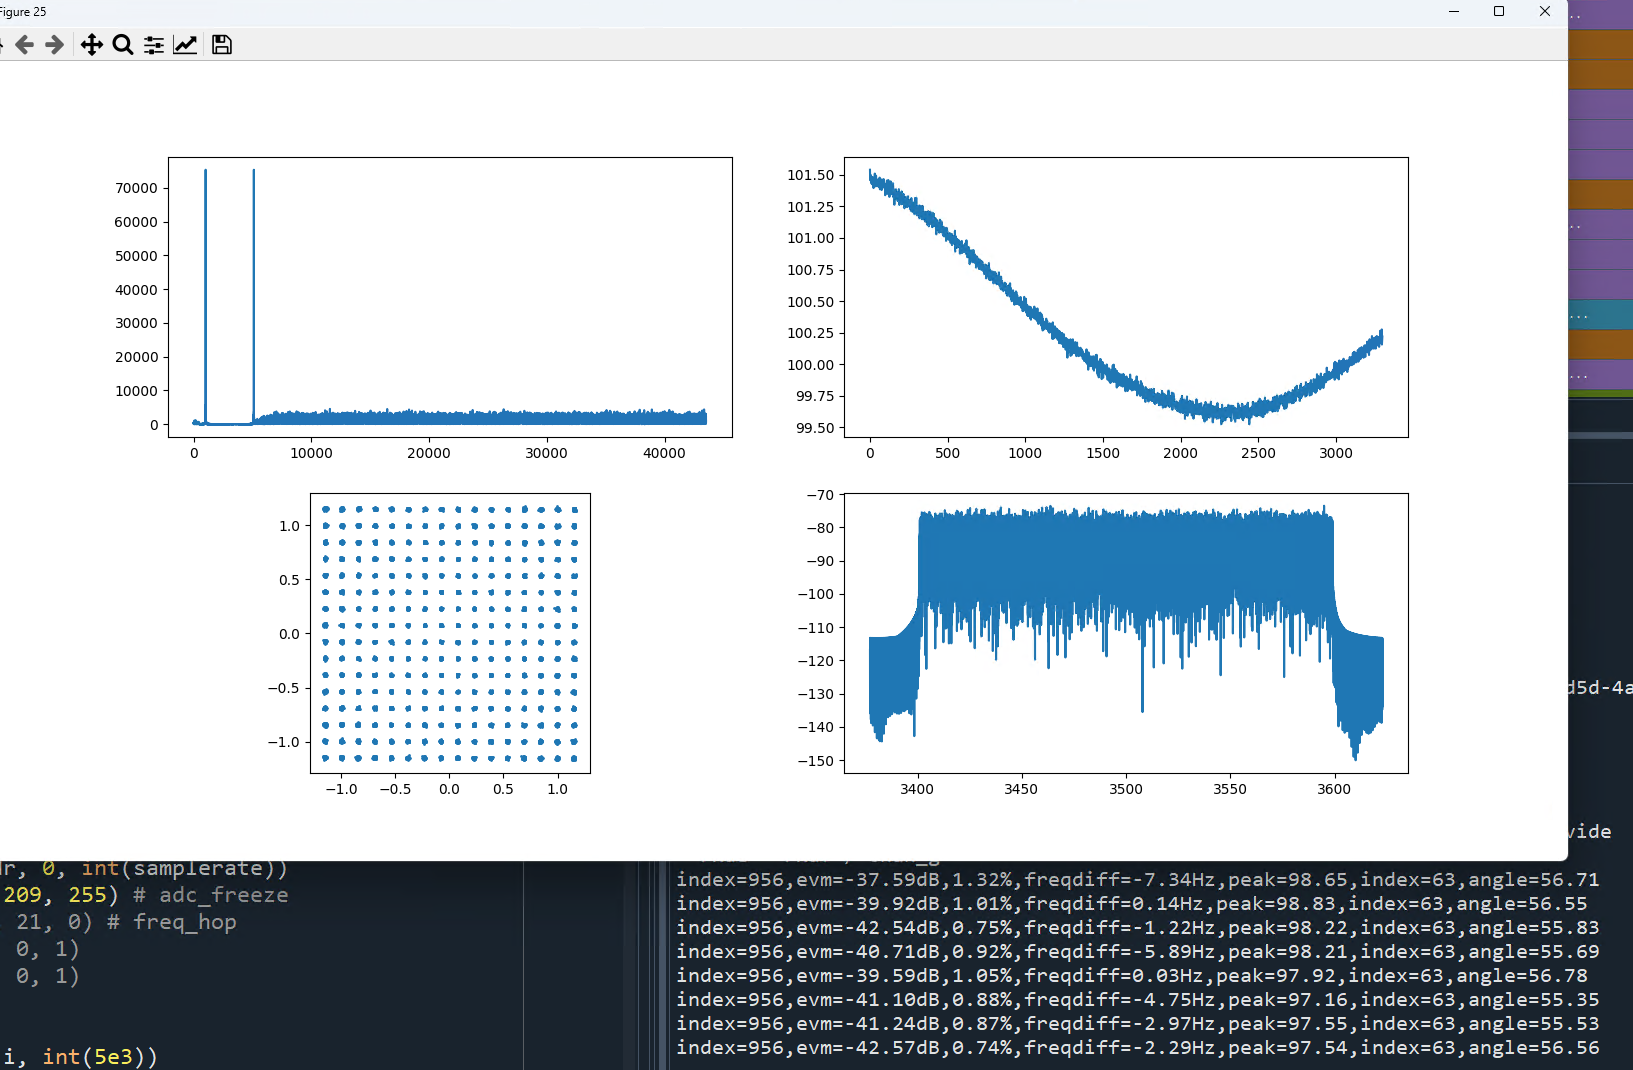 Figure 25
70000
60000
50000
40000
30000
20000
10000
0
0 10000 20000 30000 40000
101.50
101.25
101.00
100.75
100.50
100.25
100.00
99.75
99.50
0 500 1000 1500 2000 2500 3000
1.0
0.5
0.0
−0.5
−1.0
−1.0 −0.5 0.0 0.5 1.0
−70
−80
−90
−100
−110
−120
−130
−140
−150
3400 3450 3500 3550 3600
d5d-4a
vide
r, 0, int(samplerate))
209, 255) # adc_freeze
21, 0) # freq_hop
0, 1)
0, 1)
i, int(5e3))
index=956,evm=-37.59dB,1.32%,freqdiff=-7.34Hz,peak=98.65,index=63,angle=56.71
index=956,evm=-39.92dB,1.01%,freqdiff=0.14Hz,peak=98.83,index=63,angle=56.55
index=956,evm=-42.54dB,0.75%,freqdiff=-1.22Hz,peak=98.22,index=63,angle=55.83
index=956,evm=-40.71dB,0.92%,freqdiff=-5.89Hz,peak=98.21,index=63,angle=55.69
index=956,evm=-39.59dB,1.05%,freqdiff=0.03Hz,peak=97.92,index=63,angle=56.78
index=956,evm=-41.10dB,0.88%,freqdiff=-4.75Hz,peak=97.16,index=63,angle=55.35
index=956,evm=-41.24dB,0.87%,freqdiff=-2.97Hz,peak=97.55,index=63,angle=55.53
index=956,evm=-42.57dB,0.74%,freqdiff=-2.29Hz,peak=97.54,index=63,angle=56.56